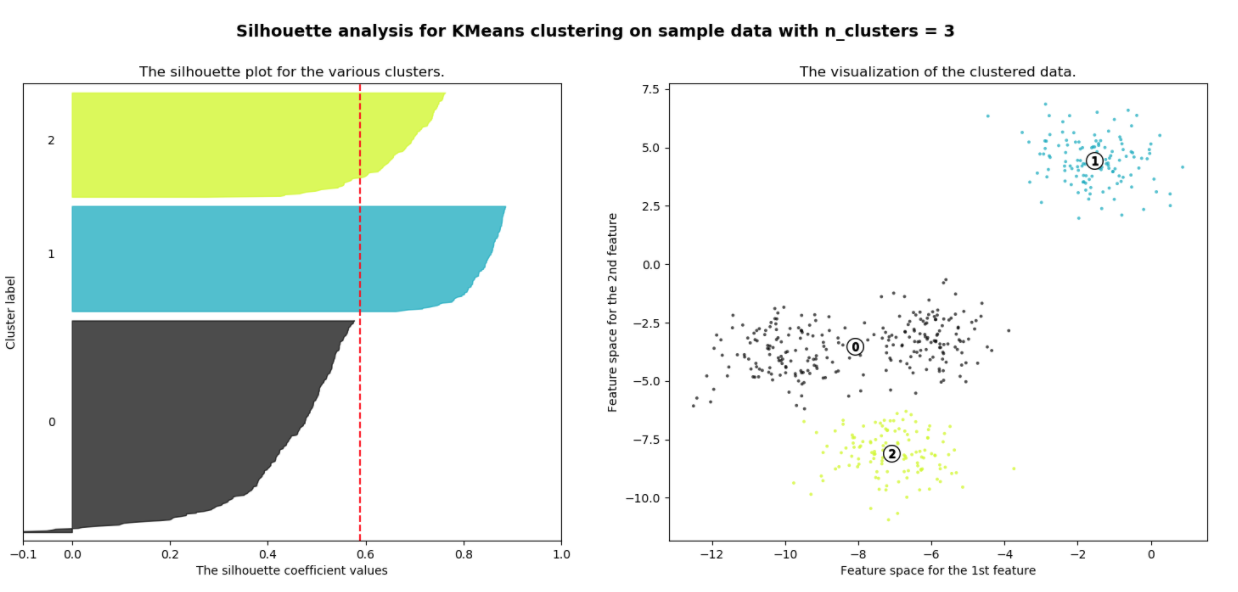 Silhouette analysis for KMeans clustering on sample data with n_clusters = 3
The silhouette plot for the various clusters.
2
1
0
Cluster label
−0.1 0.0 0.2 0.4 0.6 0.8 1.0
The silhouette coefficient values
The visualization of the clustered data.
7.5
5.0
2.5
0.0
−2.5
−5.0
−7.5
−10.0
Feature space for the 2nd feature
1
0
2
−12 −10 −8 −6 −4 −2 0
Feature space for the 1st feature